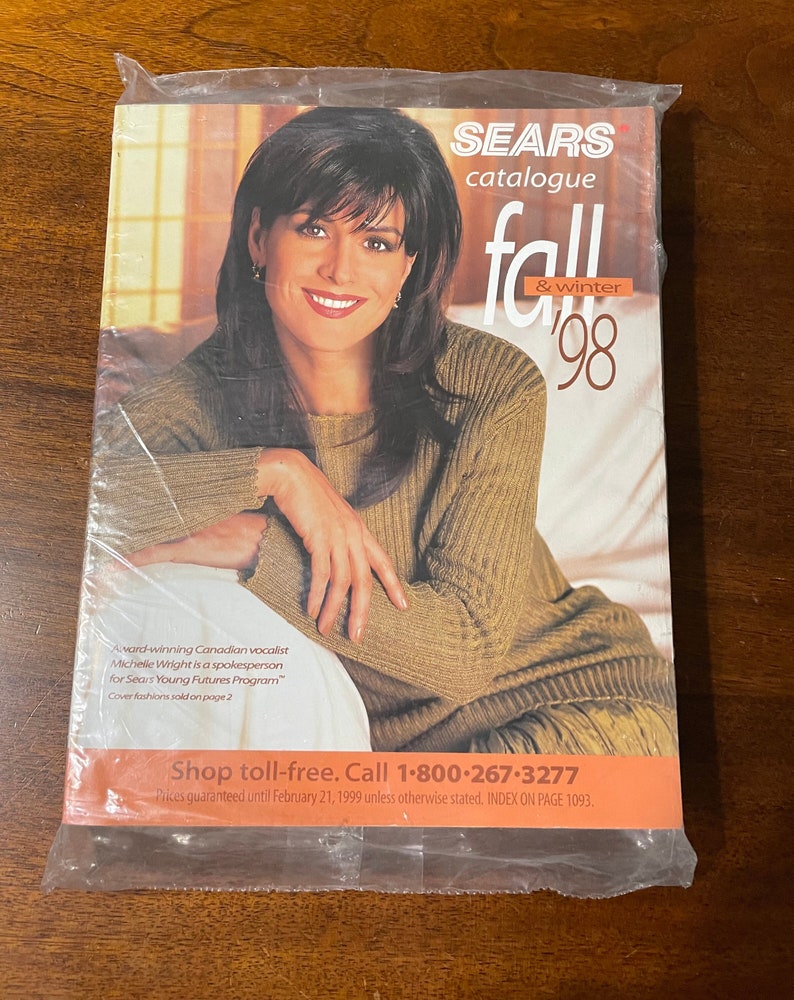 SEARS
catalogue
fall
& winter
'98
Award-winning Canadian vocalist
Michelle Wright is a spokesperson
for Sears Young Futures Program™
Cover fashions sold on page 2
Shop toll-free. Call 1•800•267•3277
Prices guaranteed until February 21, 1999 unless otherwise stated. INDEX ON PAGE 1093.